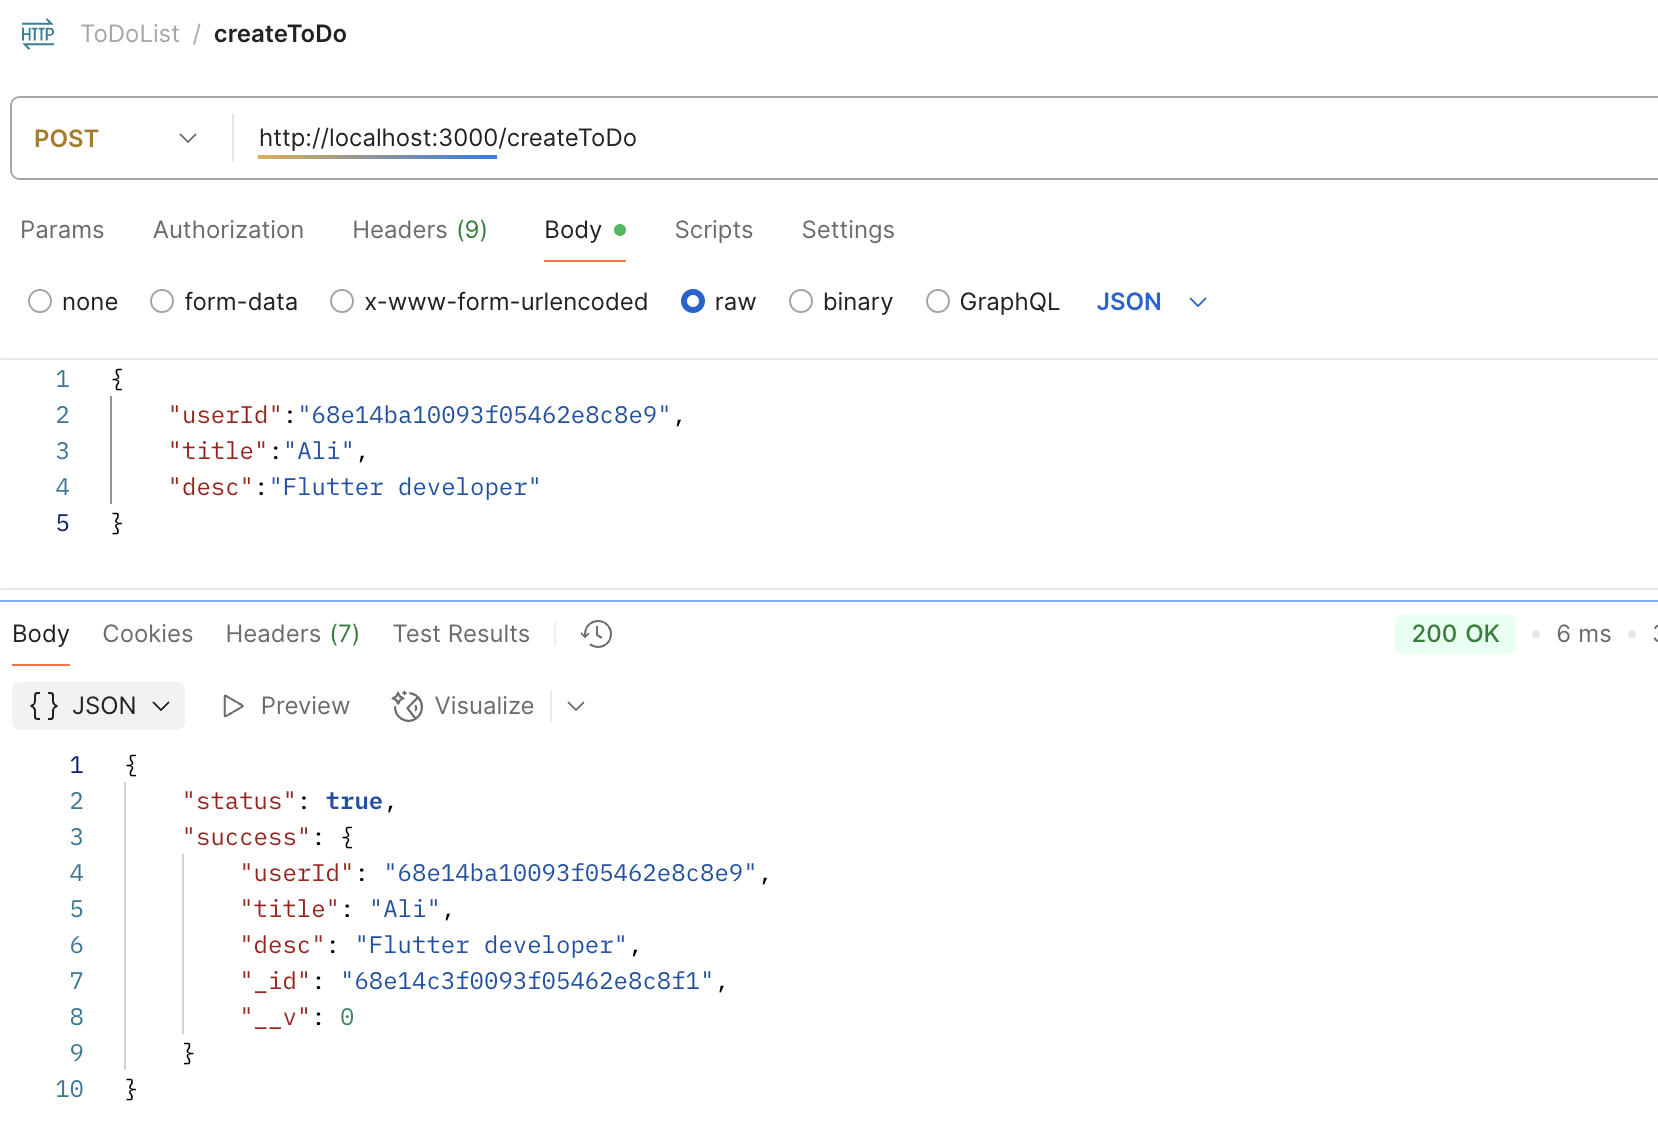 HTTP ToDoList / createToDo
POST http://localhost:3000/createToDo
Params Authorization Headers (9) Body Scripts Settings
none form-data x-www-form-urlencoded raw binary GraphQL JSON
1 {
2 "userId":"68e14ba10093f05462e8c8e9",
3 "title":"Ali",
4 "desc":"Flutter developer"
5 }
Body Cookies Headers (7) Test Results 200 OK • 6 ms •
{} JSON Preview Visualize
1 {
2 "status": true,
3 "success": {
4 "userId": "68e14ba10093f05462e8c8e9",
5 "title": "Ali",
6 "desc": "Flutter developer",
7 "_id": "68e14c3f0093f05462e8c8f1",
8 "__v": 0
9 }
10 }